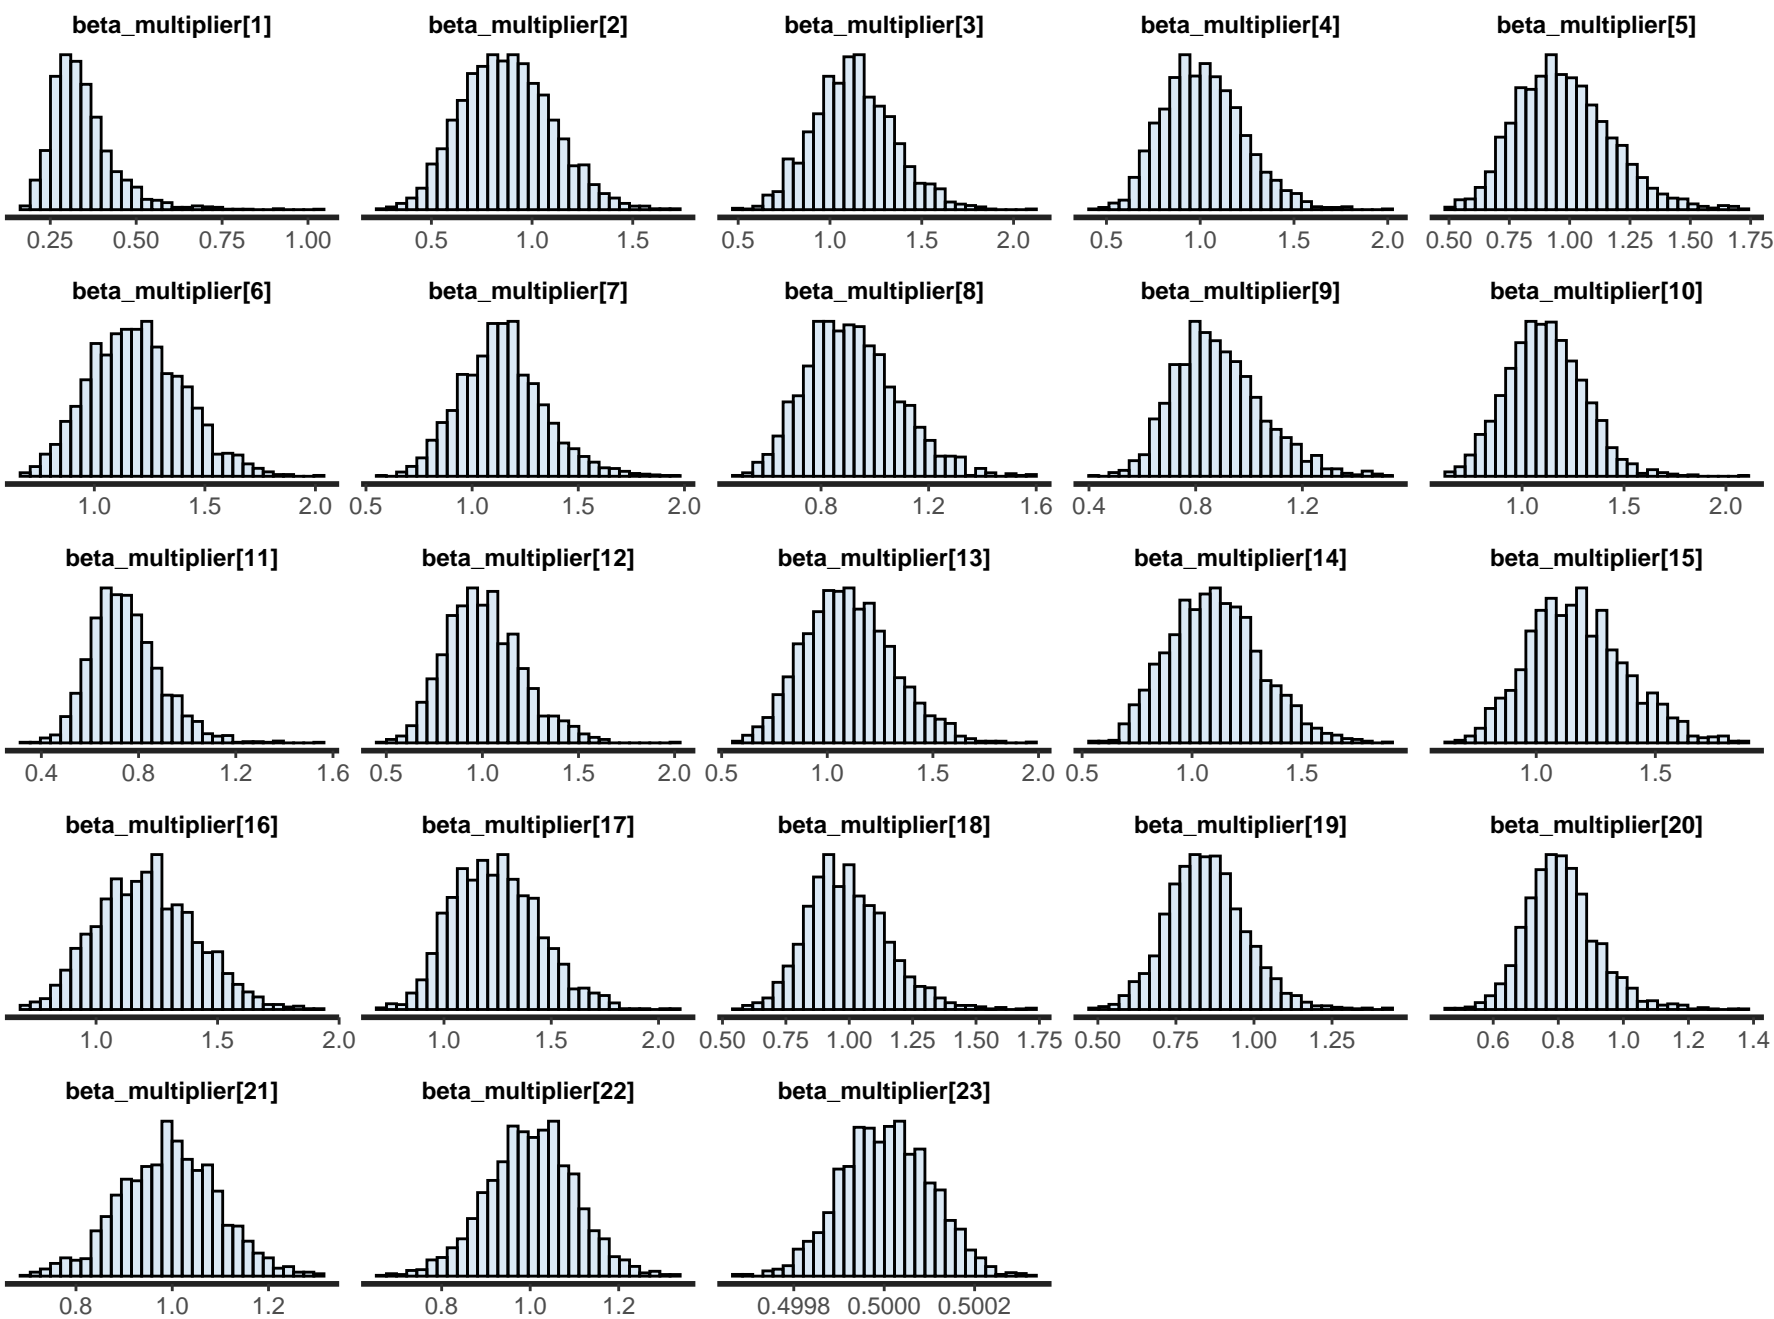 beta_multiplier[1] beta_multiplier[2] beta_multiplier[3] beta_multiplier[4] beta_multiplier[5]
0.25 0.50 0.75 1.00 0.5 1.0 1.5 0.5 1.0 1.5 2.0 0.5 1.0 1.5 2.0 0.50 0.75 1.00 1.25 1.50 1.75
beta_multiplier[6] beta_multiplier[7] beta_multiplier[8] beta_multiplier[9] beta_multiplier[10]
1.0 1.5 2.0 0.5 1.0 1.5 2.0 0.8 1.2 1.6 0.4 0.8 1.2 1.0 1.5 2.0
beta_multiplier[11] beta_multiplier[12] beta_multiplier[13] beta_multiplier[14] beta_multiplier[15]
0.4 0.8 1.2 1.6 0.5 1.0 1.5 2.0 0.5 1.0 1.5 2.0 0.5 1.0 1.5 1.0 1.5
beta_multiplier[16] beta_multiplier[17] beta_multiplier[18] beta_multiplier[19] beta_multiplier[20]
1.0 1.5 2.0 1.0 1.5 2.0 0.50 0.75 1.00 1.25 1.50 1.75 0.50 0.75 1.00 1.25 0.6 0.8 1.0 1.2 1.4
beta_multiplier[21] beta_multiplier[22] beta_multiplier[23]
0.8 1.0 1.2 0.8 1.0 1.2 0.4998 0.5000 0.5002